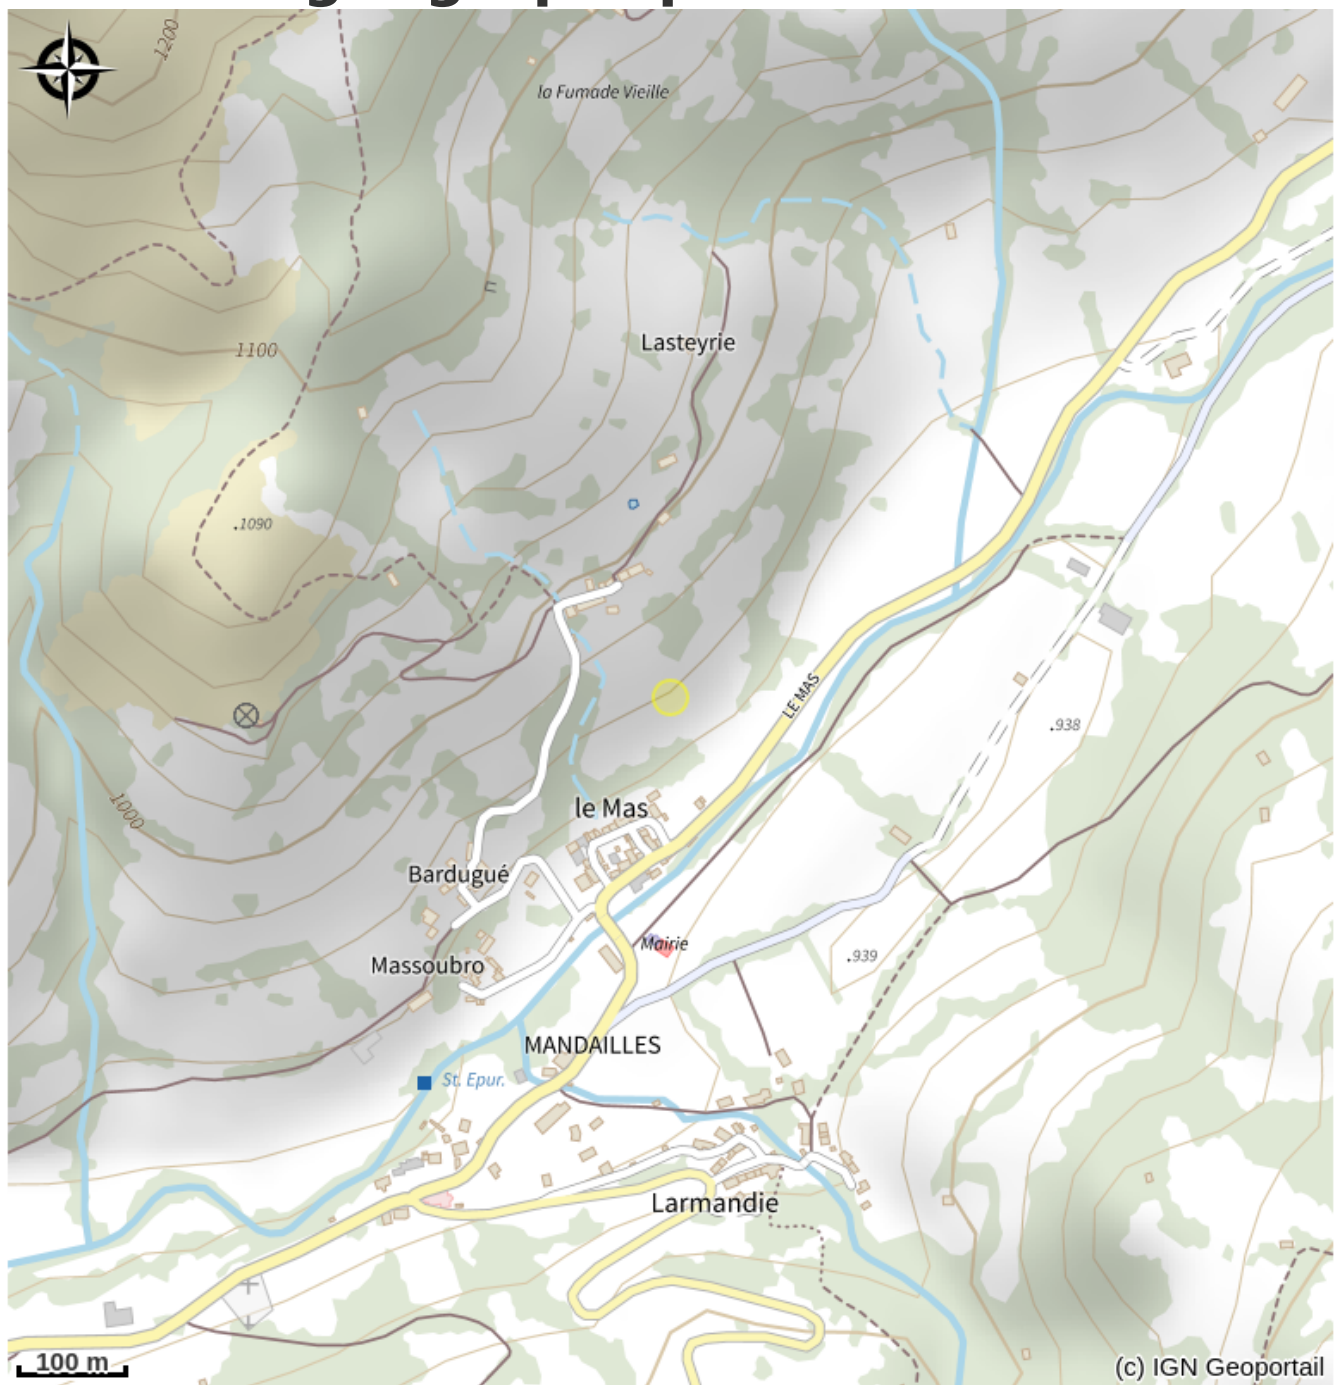 1200
la Fumade Vieille
Lasteyrie
1100
.1090
LE MAS
.938
1000
le Mas
Bardugué
Mairie
.939
Massoubro
MANDAILLES
St. Epur.
Larmandie
100 m
(c) IGN Geoportail